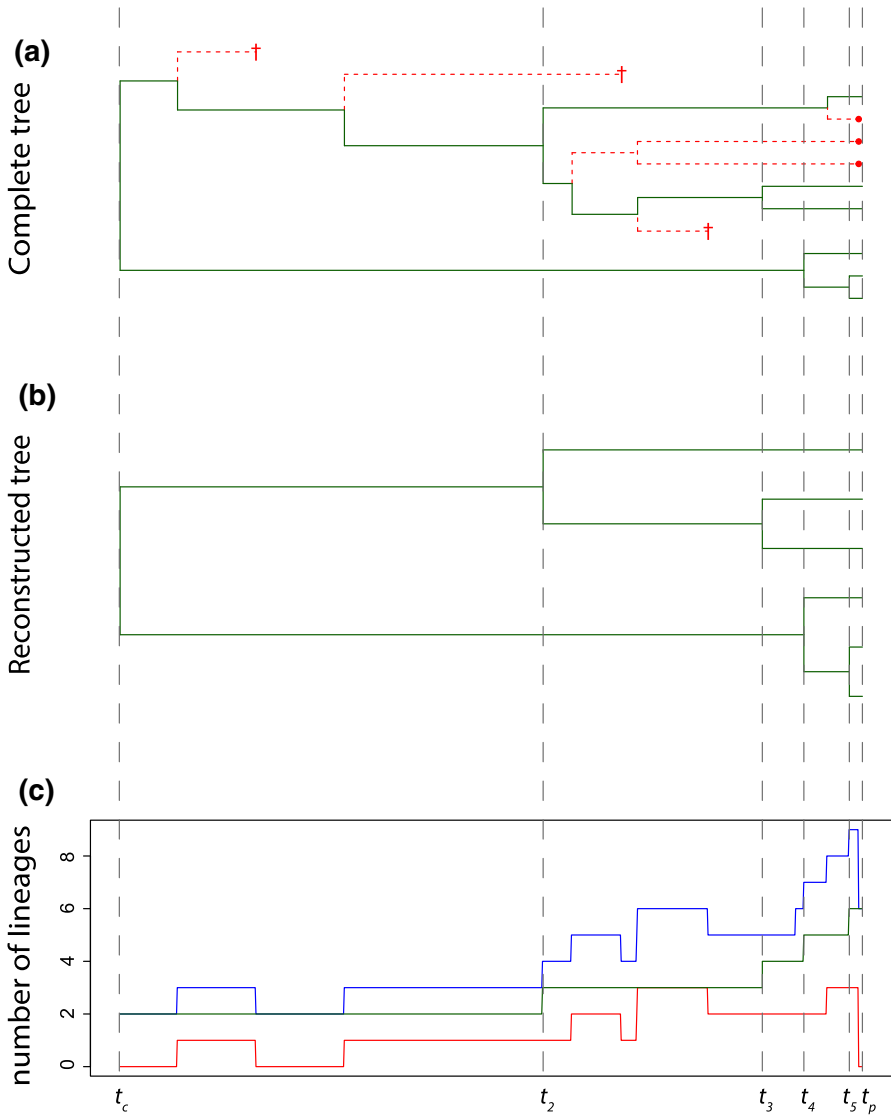 (a)
Complete tree
(b)
Reconstructed tree
(c)
number of lineages
8
6
4
2
0
t_c
t_2
t_3
t_4
t_5
t_p